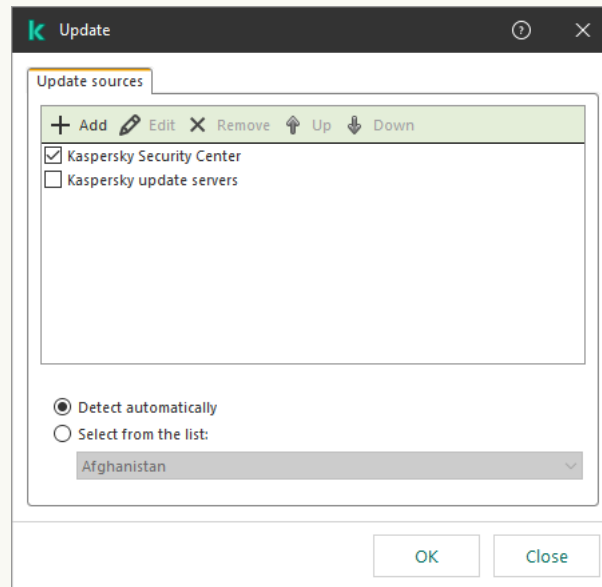 Update
Update sources
Add Edit Remove Up Down
Kaspersky Security Center
Kaspersky update servers
Detect automatically
Select from the list:
Afghanistan
OK Close